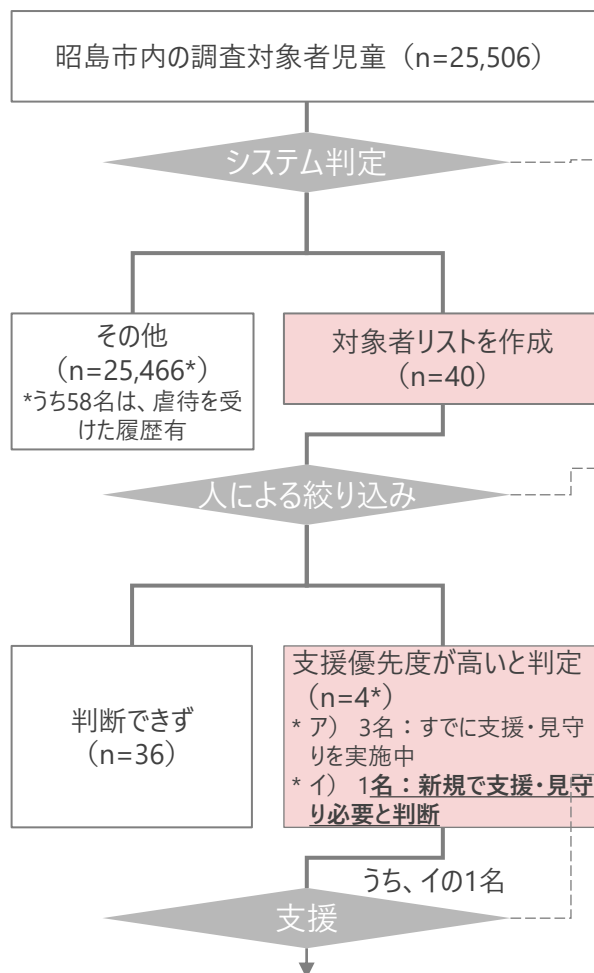 昭島市内の調査対象者児童（n=25,506）
システム判定
その他
（n=25,466*）
*うち58名は、虐待を受
けた履歴有
対象者リストを作成
（n=40）
人による絞り込み
判断できず
（n=36）
支援優先度が高いと判定
（n=4*）
* ア） 3名：すでに支援・見守
りを実施中
* イ） 1名：新規で支援・見守
り必要と判断
うち、イの1名
支援